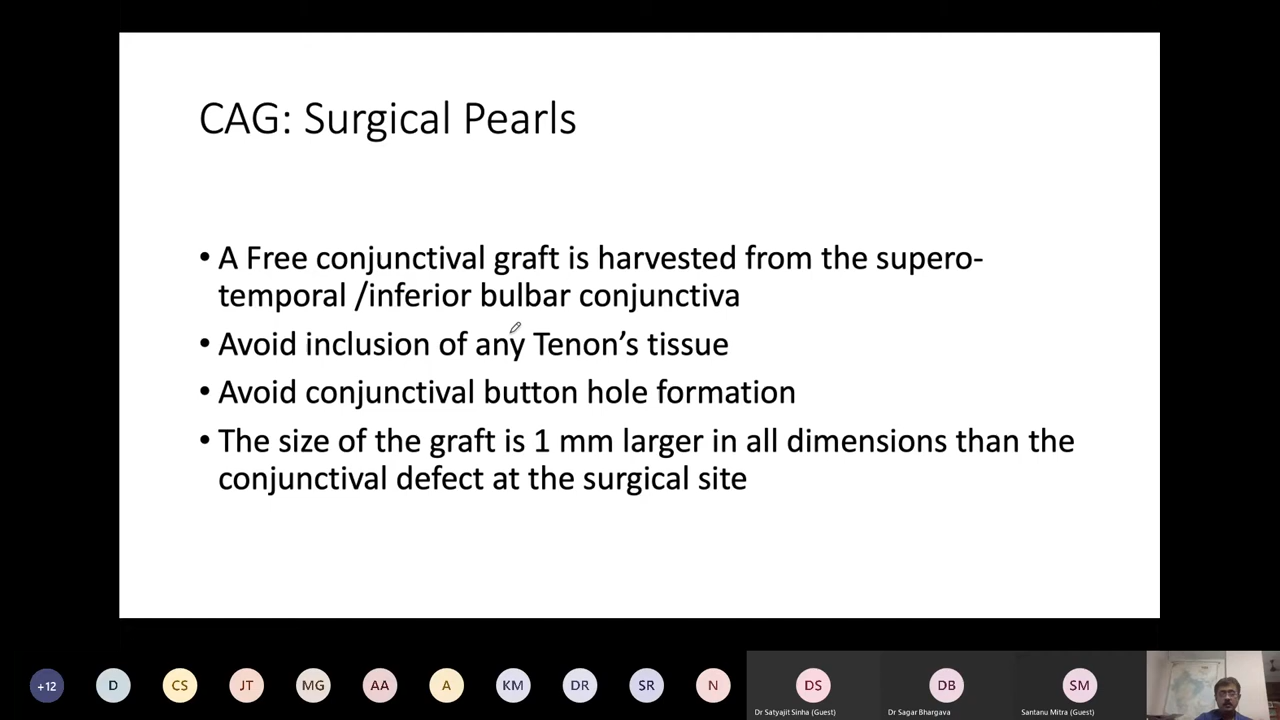 CAG: Surgical Pearls
• A Free conjunctival graft is harvested from the supero-
temporal /inferior bulbar conjunctiva
• Avoid inclusion of any Tenon’s tissue
• Avoid conjunctival button hole formation
• The size of the graft is 1 mm larger in all dimensions than the
conjunctival defect at the surgical site
+12 D CS JT MG AA A KM DR SR N DS DB SM
Dr Satyajit Sinha (Guest) Dr Sagar Bhargava Santanu Mitra (Guest)